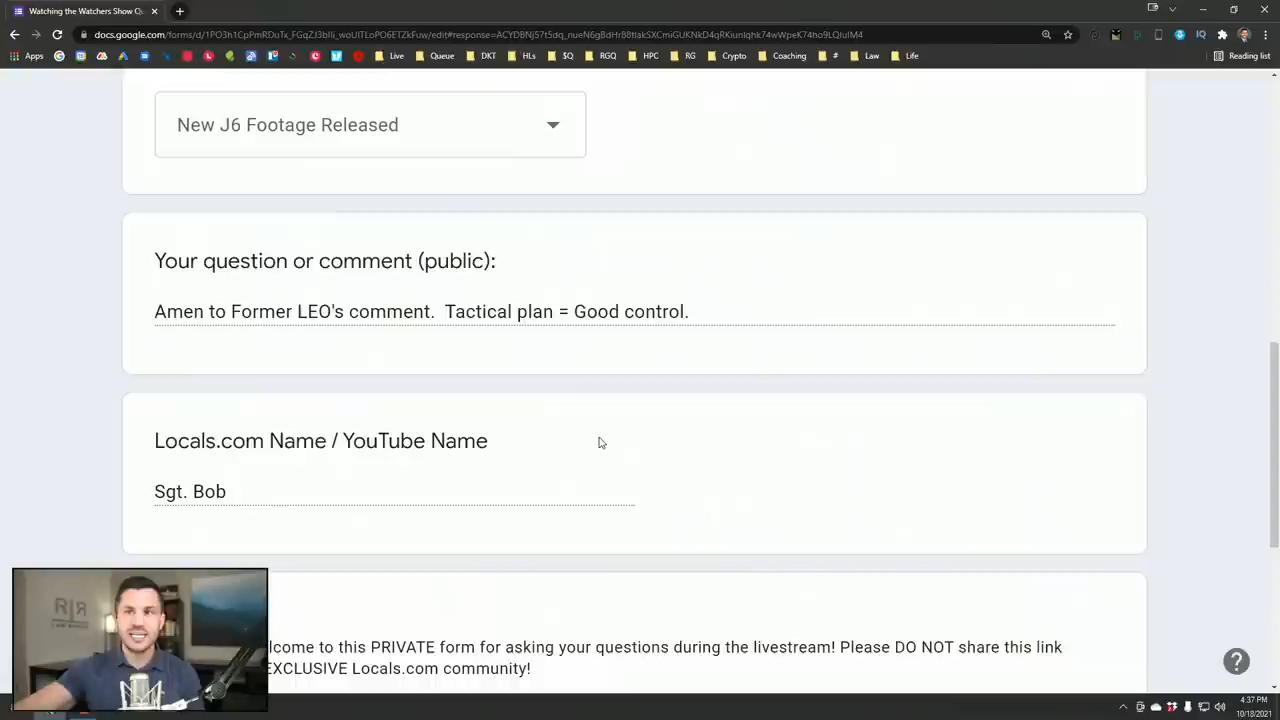 Watching the Watchers Show Q
docs.google.com/forms/d/1PO3h1CpPmRDuTx_FGqZJ3bIli_woUITLoPO6ETZkFuw/edit#response=ACYDBNj57t5dq_nueN6gBdHr88tIakSXCmiGUKNkD4qRKiunIqhk74wWpeK74ho9LQIulM4
Apps
Live
Queue
DKT
HLs
$Q
RGQ
HPC
RG
Crypto
Coaching
#
Law
Life
Reading list
New J6 Footage Released
Your question or comment (public):
Amen to Former LEO's comment. Tactical plan = Good control.
Locals.com Name / YouTube Name
Sgt. Bob
lcome to this PRIVATE form for asking your questions during the livestream! Please DO NOT share this link
EXCLUSIVE Locals.com community!
R|R
4:37 PM
10/18/2021